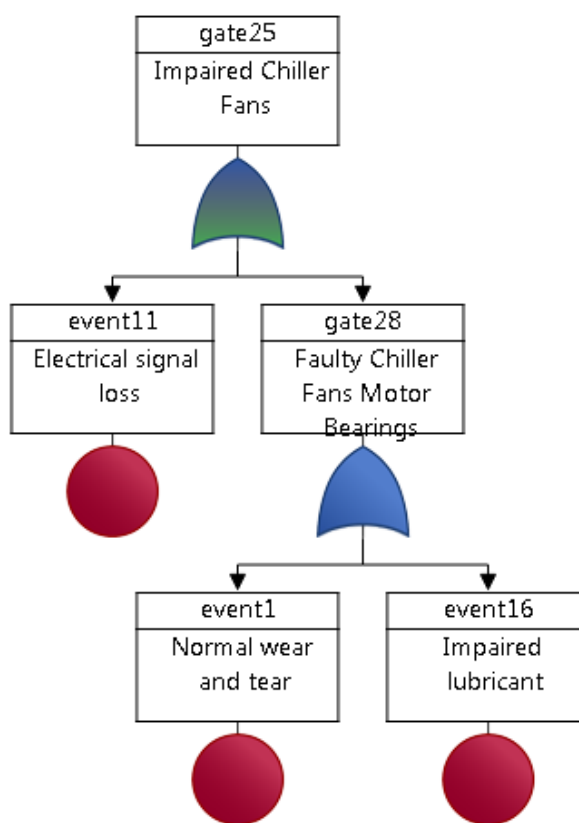 gate25
Impaired Chiller
Fans
event11
Electrical signal
loss
gate28
Faulty Chiller
Fans Motor
Bearings
event1
Normal wear
and tear
event16
Impaired
lubricant